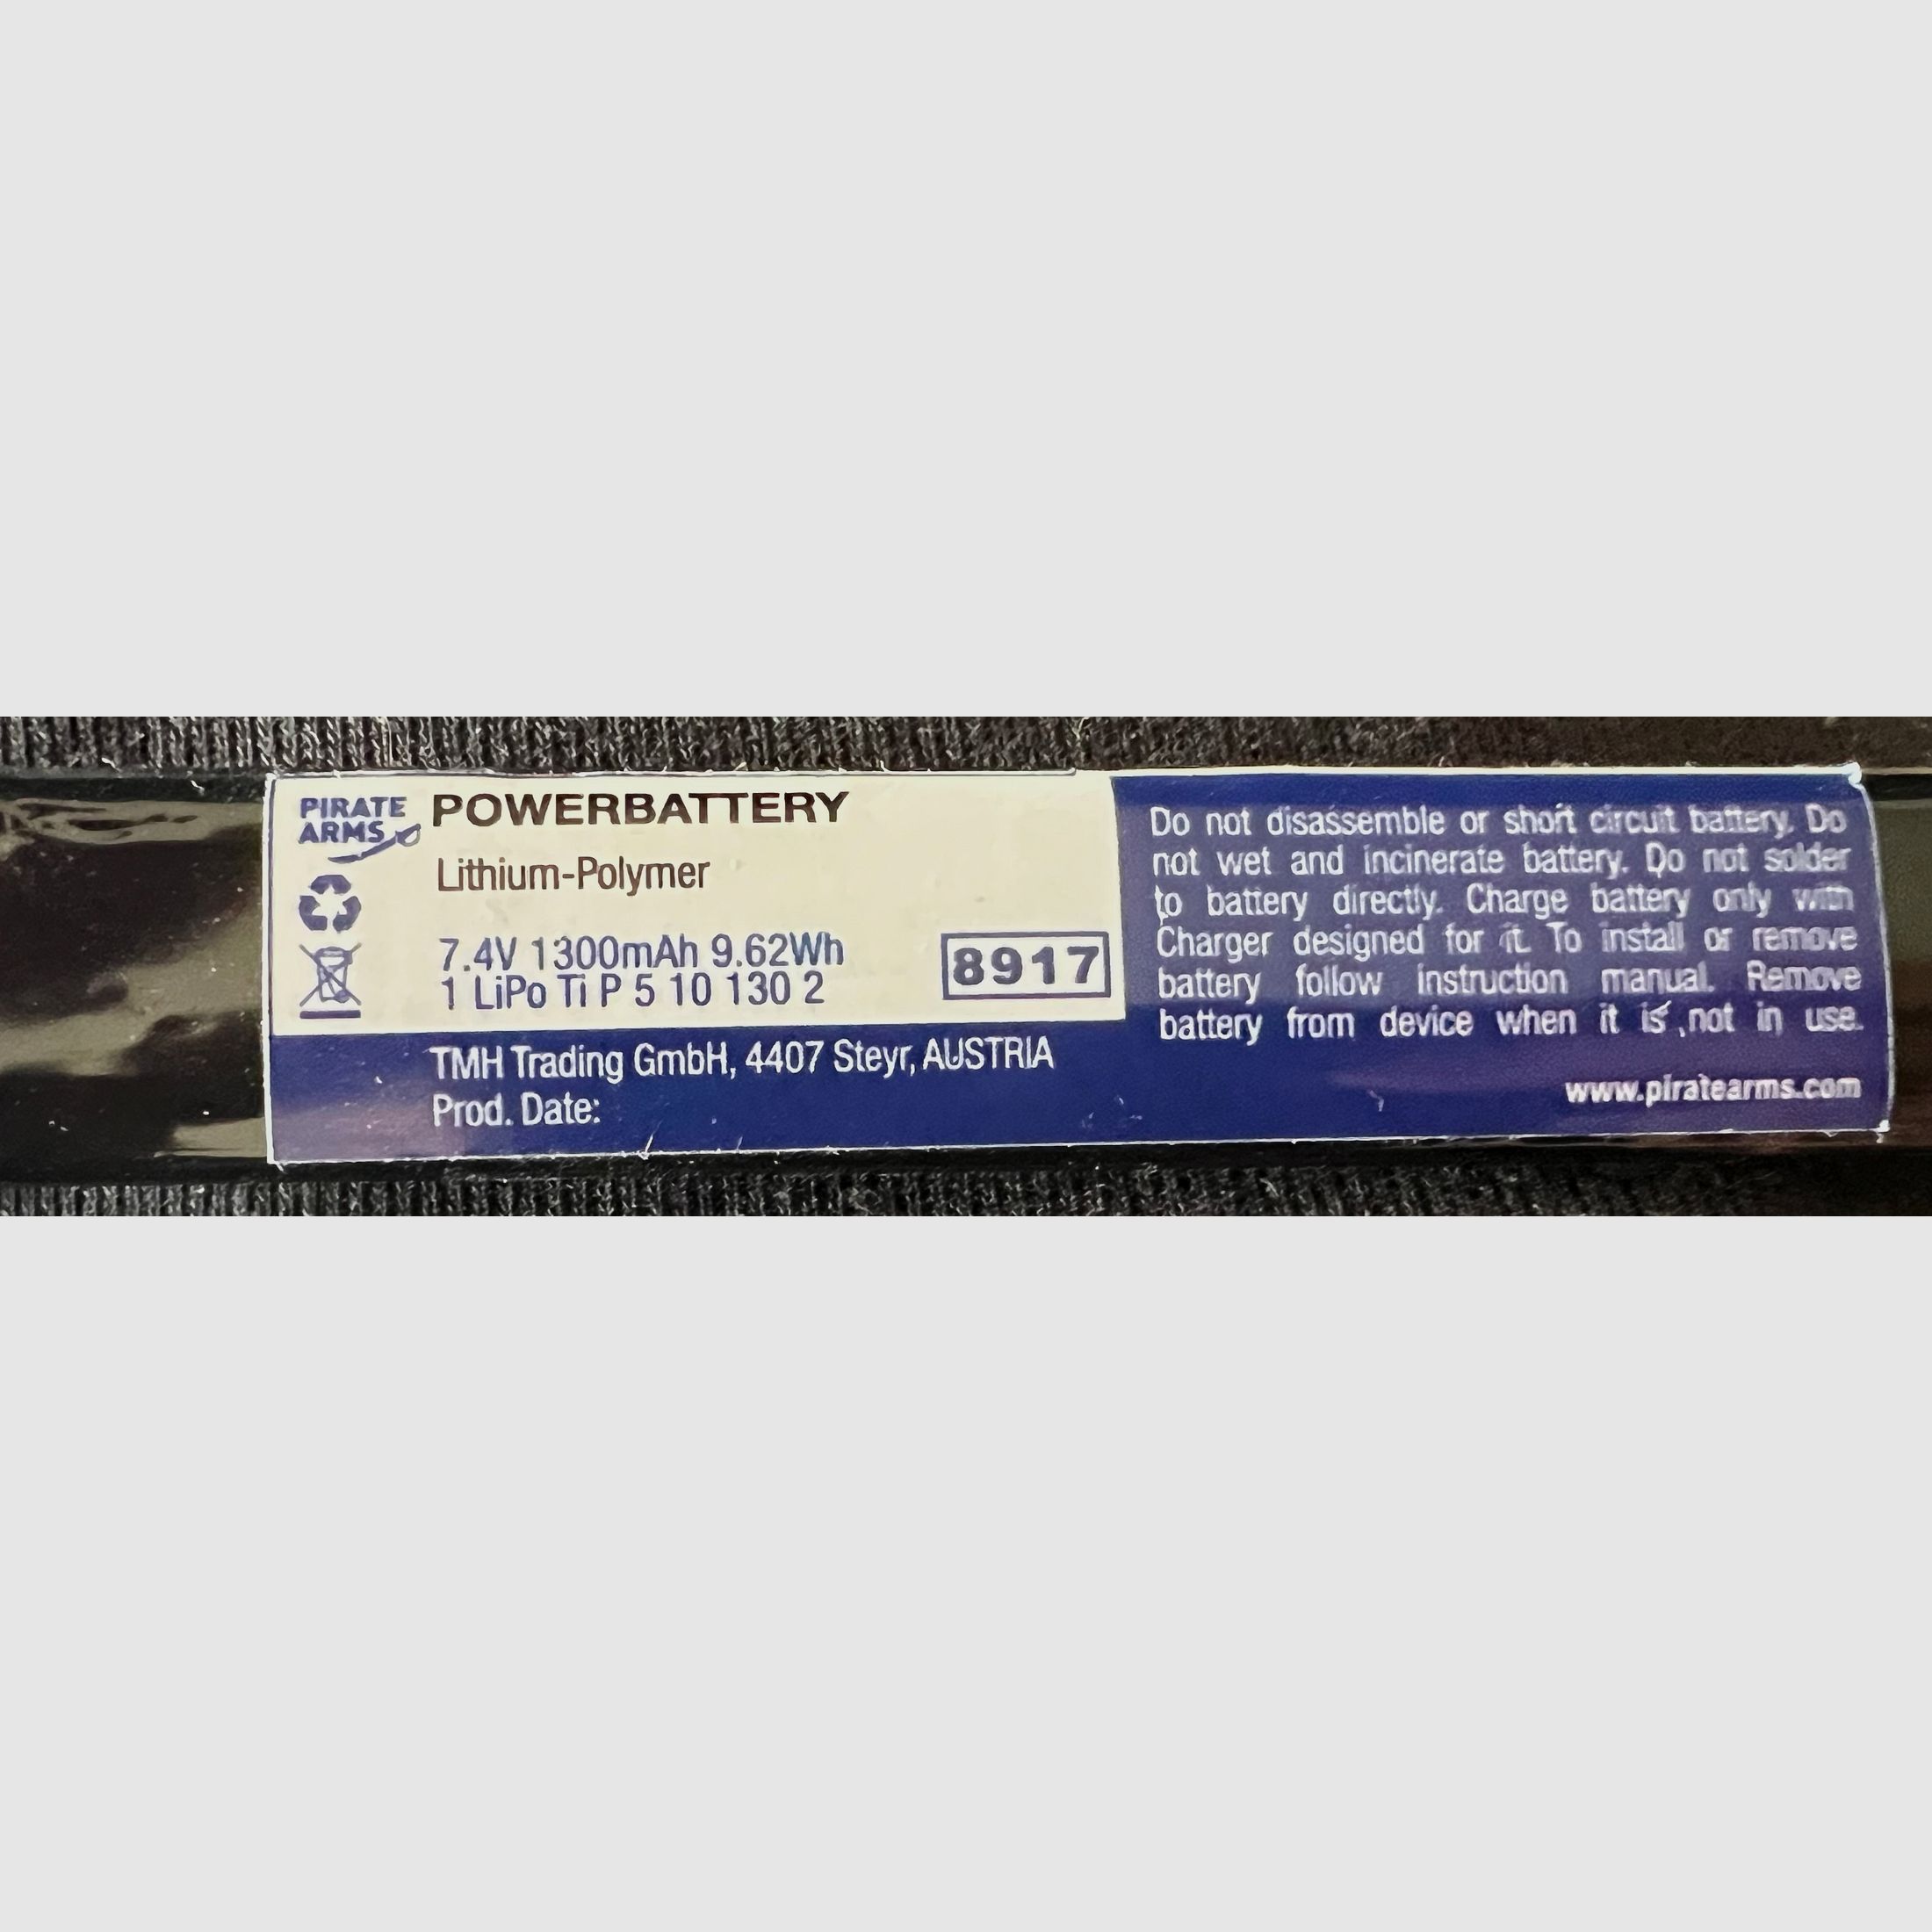 PIRATE
ARMS
POWERBATTERY
Lithium-Polymer
7.4V 1300mAh 9.62Wh
1 LiPo Ti P 5 10 130 2
8917
TMH Trading GmbH, 4407 Steyr, AUSTRIA
Prod. Date:
Do not disassemble or short circuit battery. Do
not wet and incinerate battery. Do not solder
to battery directly. Charge battery only with
Charger designed for it. To install or remove
battery follow instruction manual. Remove
battery from device when it is not in use.
www.piratearms.com